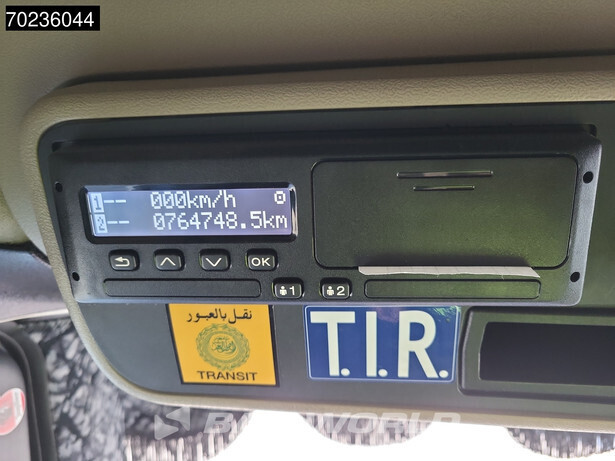 70236044
1-- 000km/h
2-- 0764748.5km
OK
1
2
نقل بالعبور
TRANSIT
T.I.R.